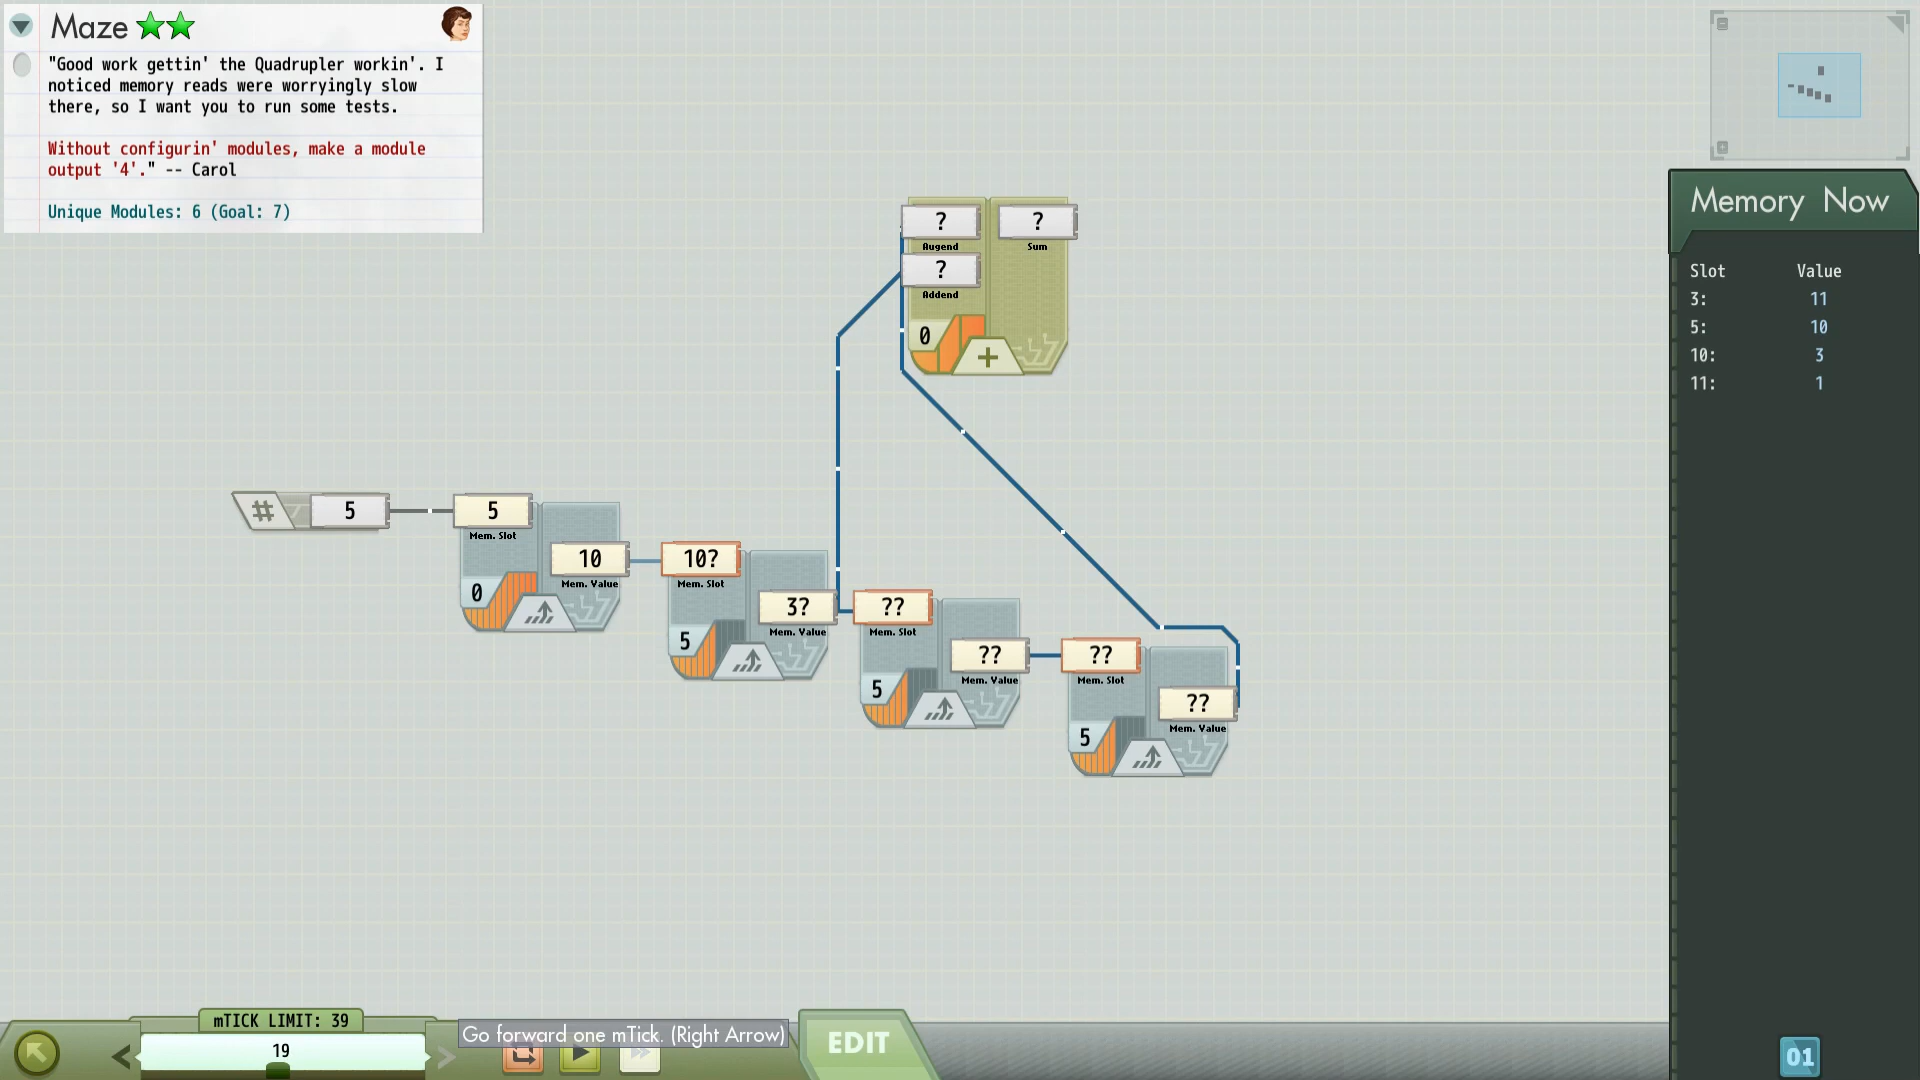 Maze
"Good work gettin' the Quadrupler workin'. I
noticed memory reads were worryingly slow
there, so I want you to run some tests.
Without configurin' modules, make a module
output '4'." -- Carol
Unique Modules: 6 (Goal: 7)
? ?
Augend Sum
?
Addend
0 +
# 5 5
Mem. Slot
10 10?
0 Mem. Value Mem. Slot
3? ??
5 Mem. Value Mem. Slot
?? ??
5 Mem. Value Mem. Slot
??
5 Mem. Value
Memory Now
Slot Value
3: 11
5: 10
10: 3
11: 1
mTICK LIMIT: 39
19
Go forward one mTick. (Right Arrow)
EDIT
01